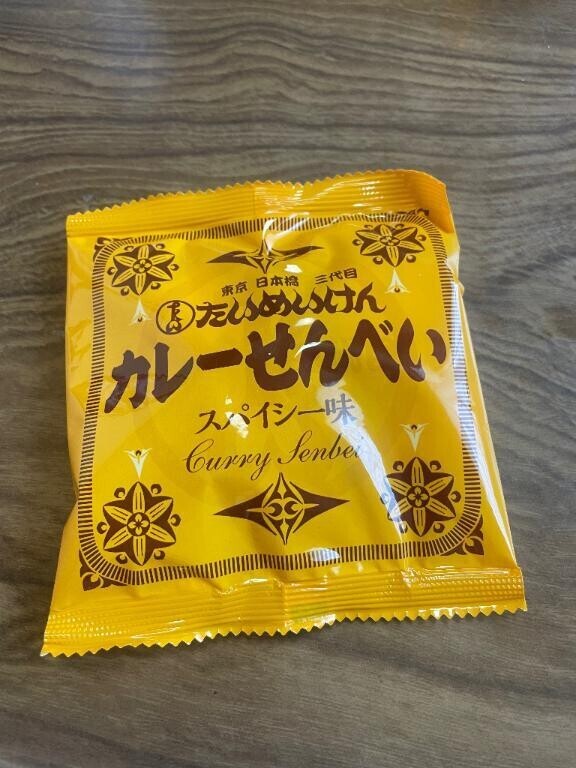 東京 日本橋 三代目
たいめいけん
カレーせんべい
スパイシー味
Curry Senbei